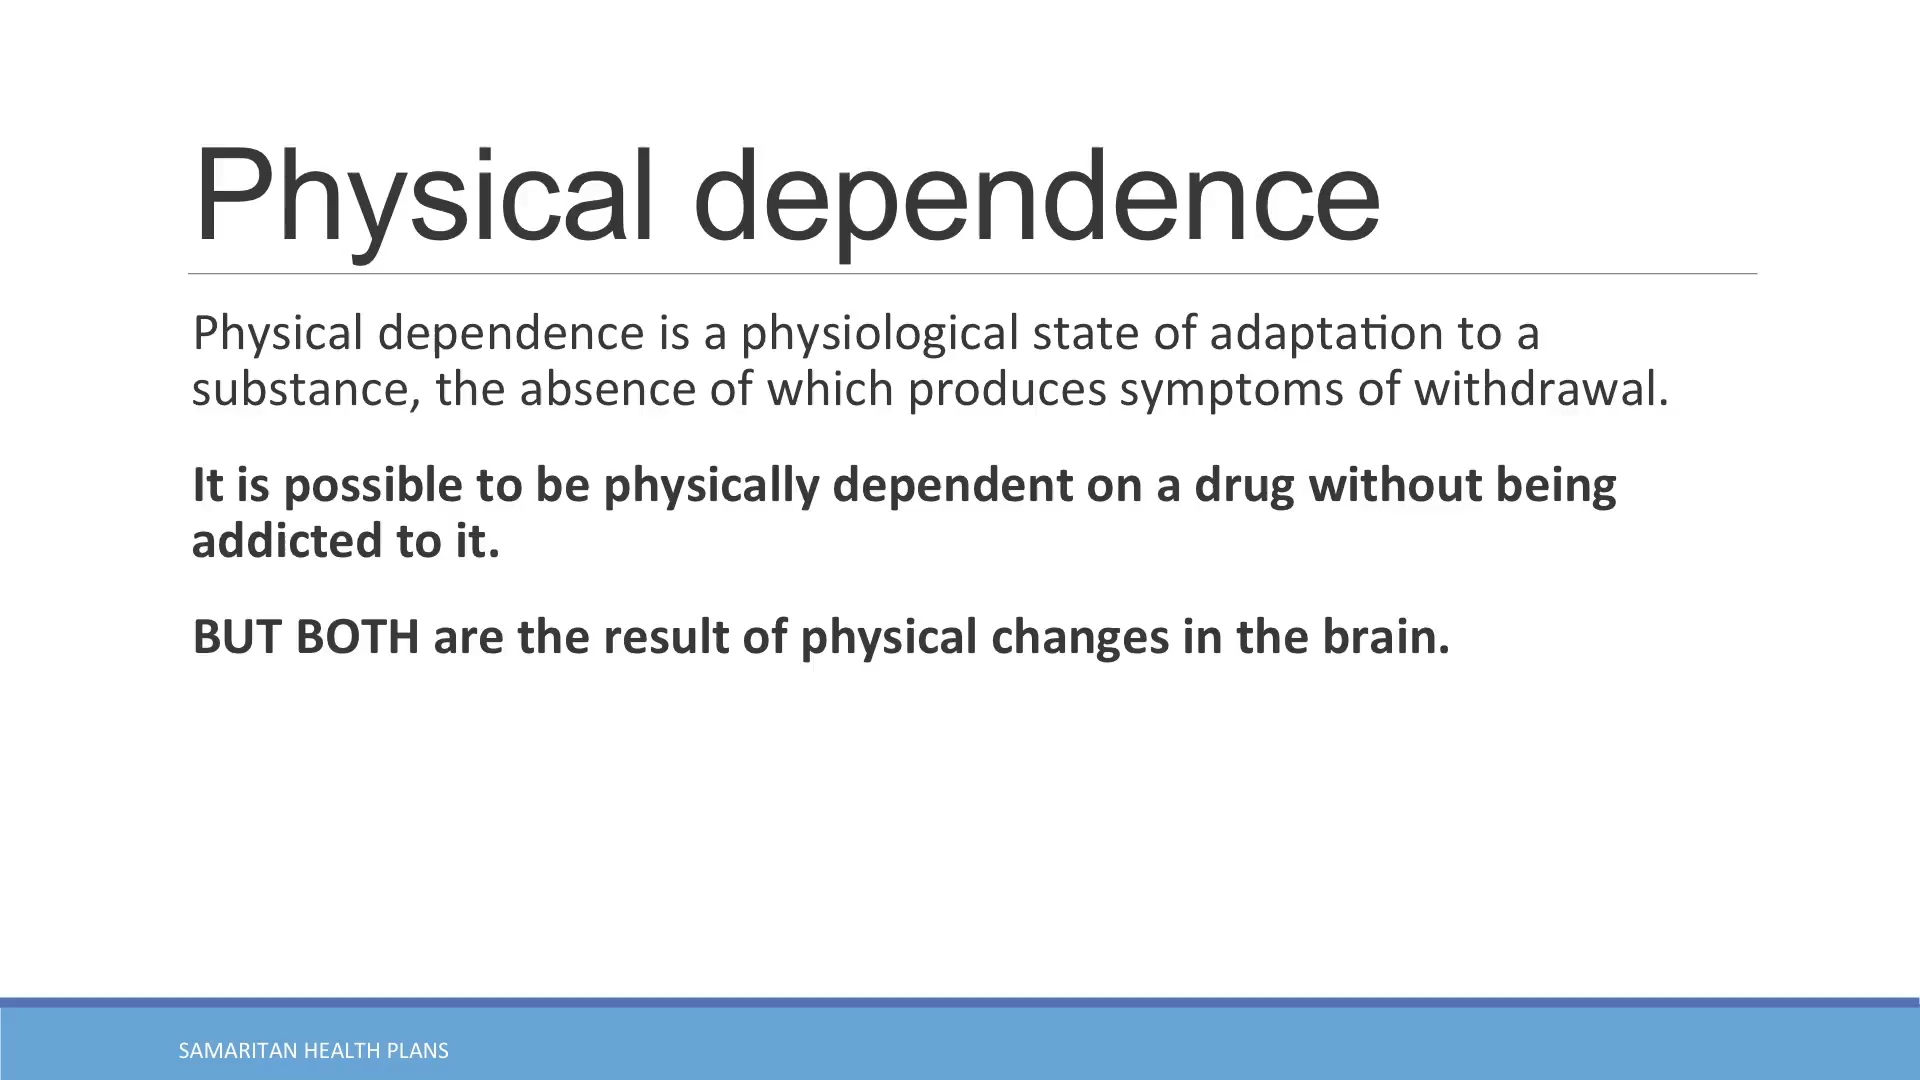 Physical dependence
Physical dependence is a physiological state of adaptation to a
substance, the absence of which produces symptoms of withdrawal.
It is possible to be physically dependent on a drug without being
addicted to it.
BUT BOTH are the result of physical changes in the brain.
SAMARITAN HEALTH PLANS